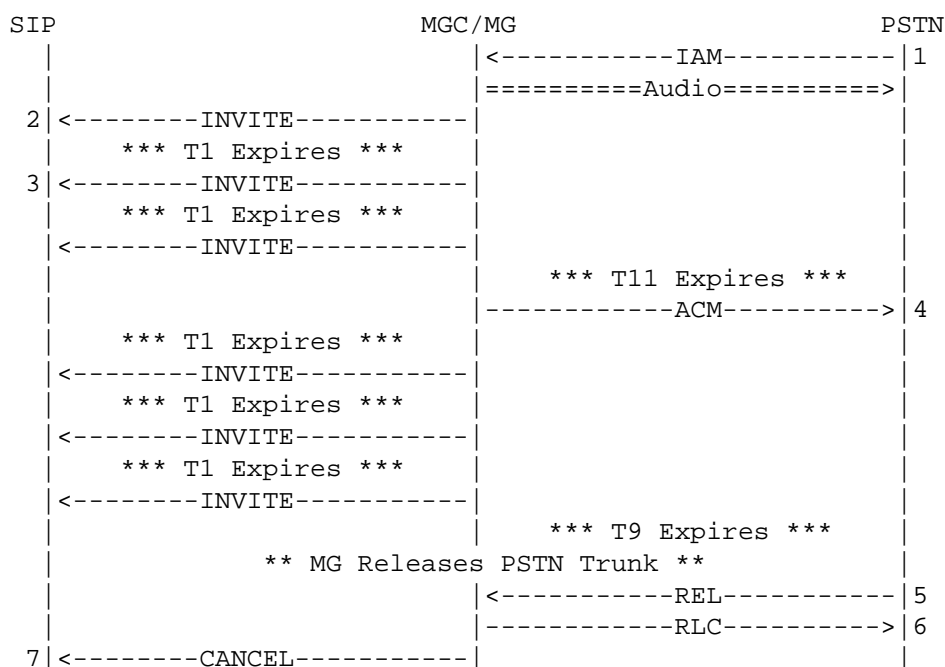 SIP                       MGC/MG                          PSTN
  |                          |<-----------IAM-----------|1
  |                          |==========Audio==========>|
 2|<--------INVITE-----------|                          |
  |    *** T1 Expires ***    |                          |
 3|<--------INVITE-----------|                          |
  |    *** T1 Expires ***    |                          |
  |<--------INVITE-----------|                          |
  |                          |   *** T11 Expires ***    |
  |                          |------------ACM---------->|4
  |    *** T1 Expires ***    |                          |
  |<--------INVITE-----------|                          |
  |    *** T1 Expires ***    |                          |
  |<--------INVITE-----------|                          |
  |    *** T1 Expires ***    |                          |
  |<--------INVITE-----------|                          |
  |                          |    *** T9 Expires ***    |
  |             ** MG Releases PSTN Trunk **            |
  |                          |<------------REL----------|5
  |                          |------------RLC---------->|6
 7|<--------CANCEL-----------|                          |